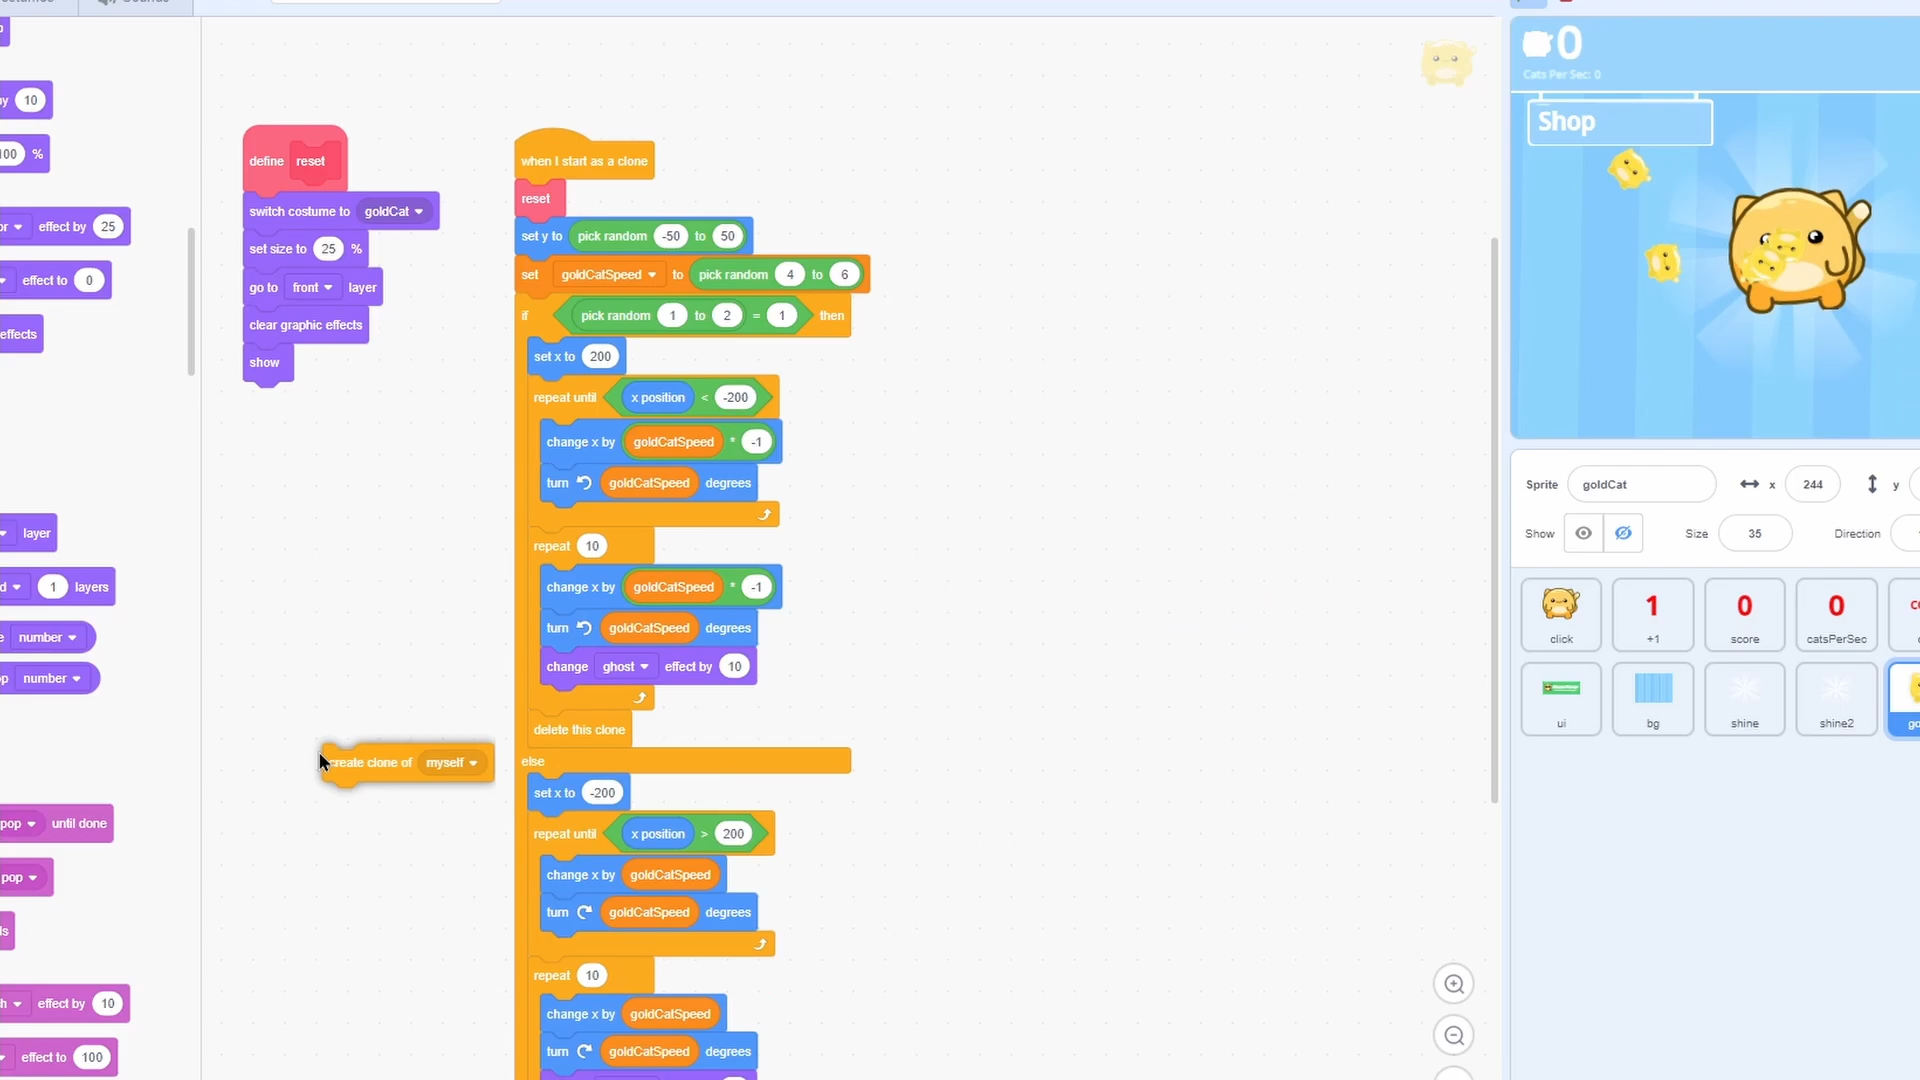 Sounds
0
Cats Per Sec: 0
Shop
by 10
100 %
effect by 25
effect to 0
effects
layer
1 layers
number
number
pop until done
pop
effect by 10
effect to 100
define reset
switch costume to goldCat
set size to 25 %
go to front layer
clear graphic effects
show
create clone of myself
when I start as a clone
reset
set y to pick random -50 to 50
set goldCatSpeed to pick random 4 to 6
if pick random 1 to 2 = 1 then
set x to 200
repeat until x position < -200
change x by goldCatSpeed * -1
turn goldCatSpeed degrees
repeat 10
change x by goldCatSpeed * -1
turn goldCatSpeed degrees
change ghost effect by 10
delete this clone
else
set x to -200
repeat until x position > 200
change x by goldCatSpeed
turn goldCatSpeed degrees
repeat 10
change x by goldCatSpeed
turn goldCatSpeed degrees
Sprite goldCat x 244 y
Show Size 35 Direction
1 0 0
click +1 score catsPerSec
ui bg shine shine2 go